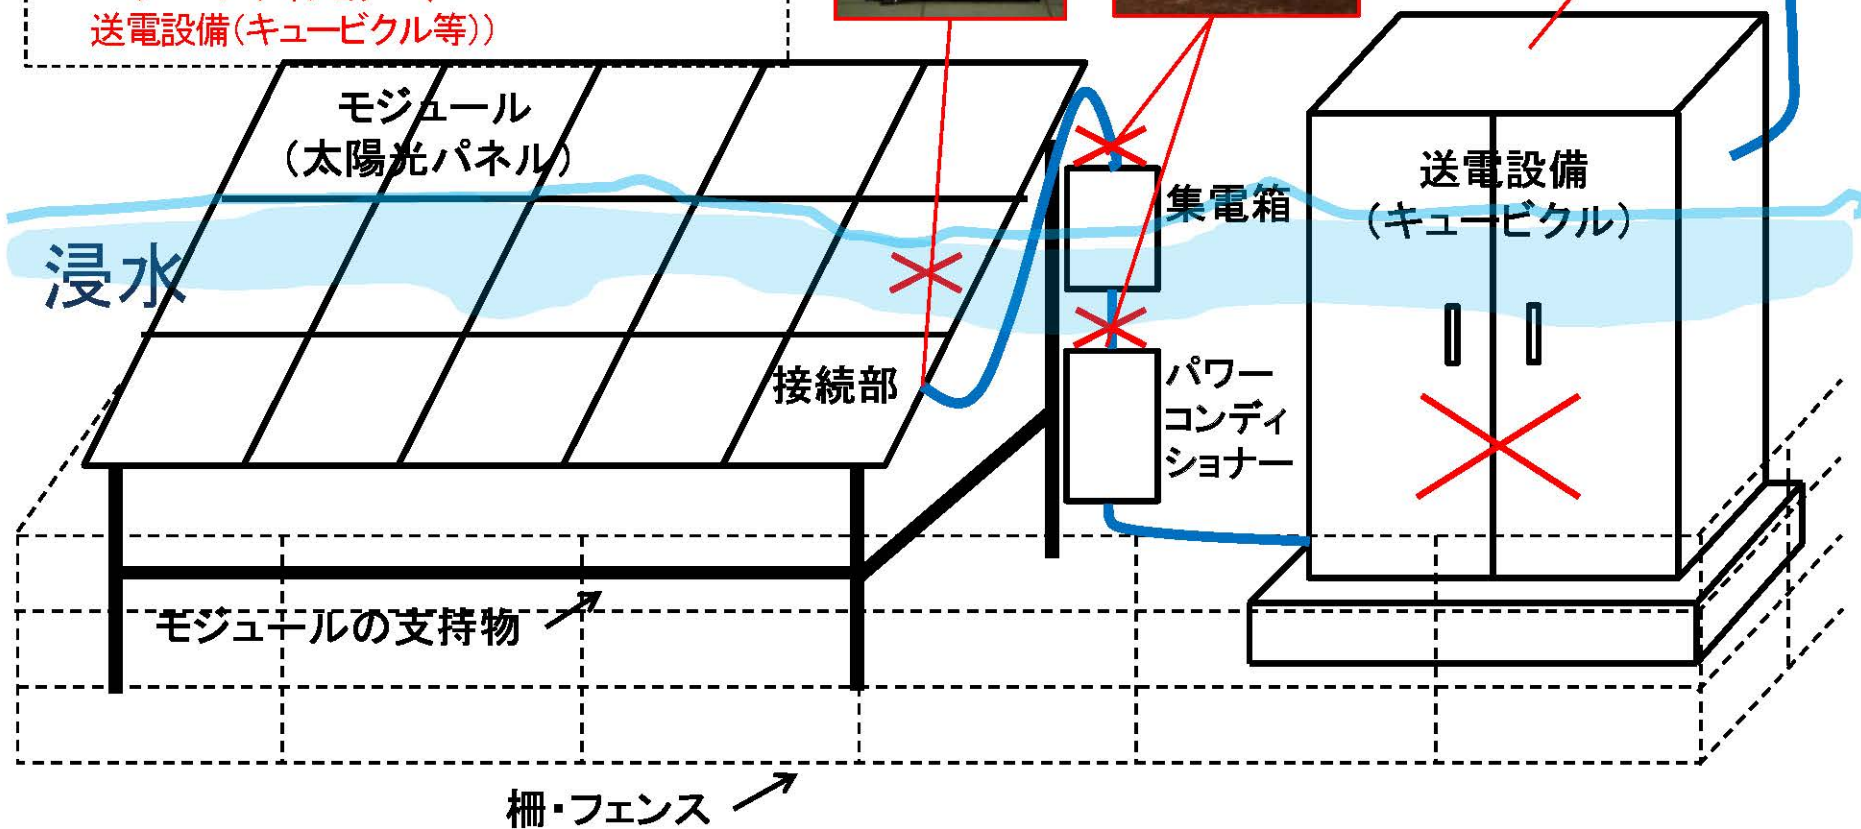 送電設備(キュービクル等))
モジュール
(太陽光パネル)
送電設備
(キュービクル)
集電箱
浸水
接続部
パワー
コンディ
ショナー
モジュールの支持物
柵・フェンス